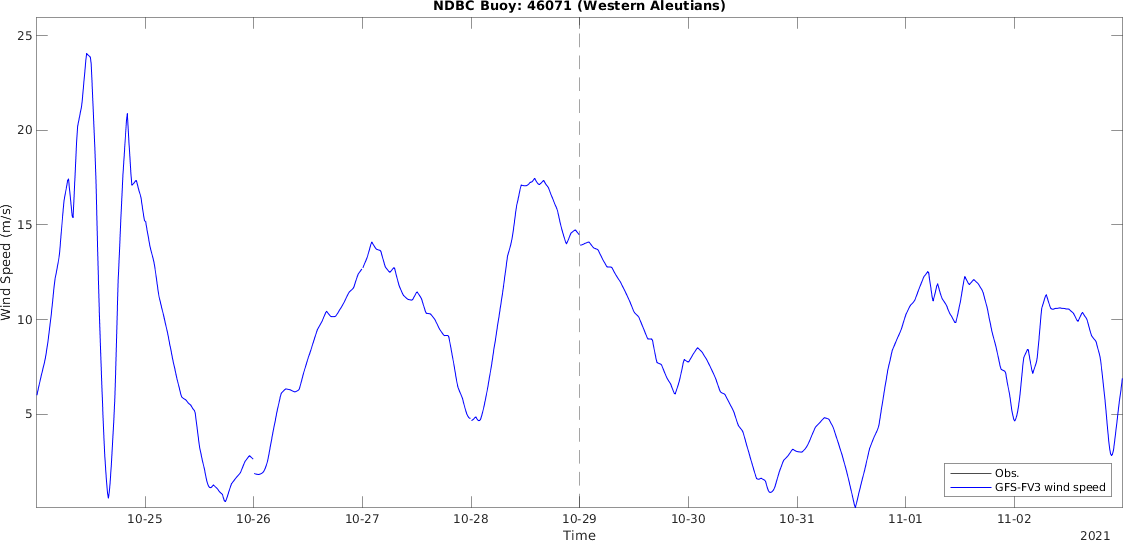 NDBC Buoy: 46071 (Western Aleutians)
25
20
15
10
5
Wind Speed (m/s)
10-25 10-26 10-27 10-28 10-29 10-30 10-31 11-01 11-02
Time
2021
Obs.
GFS-FV3 wind speed